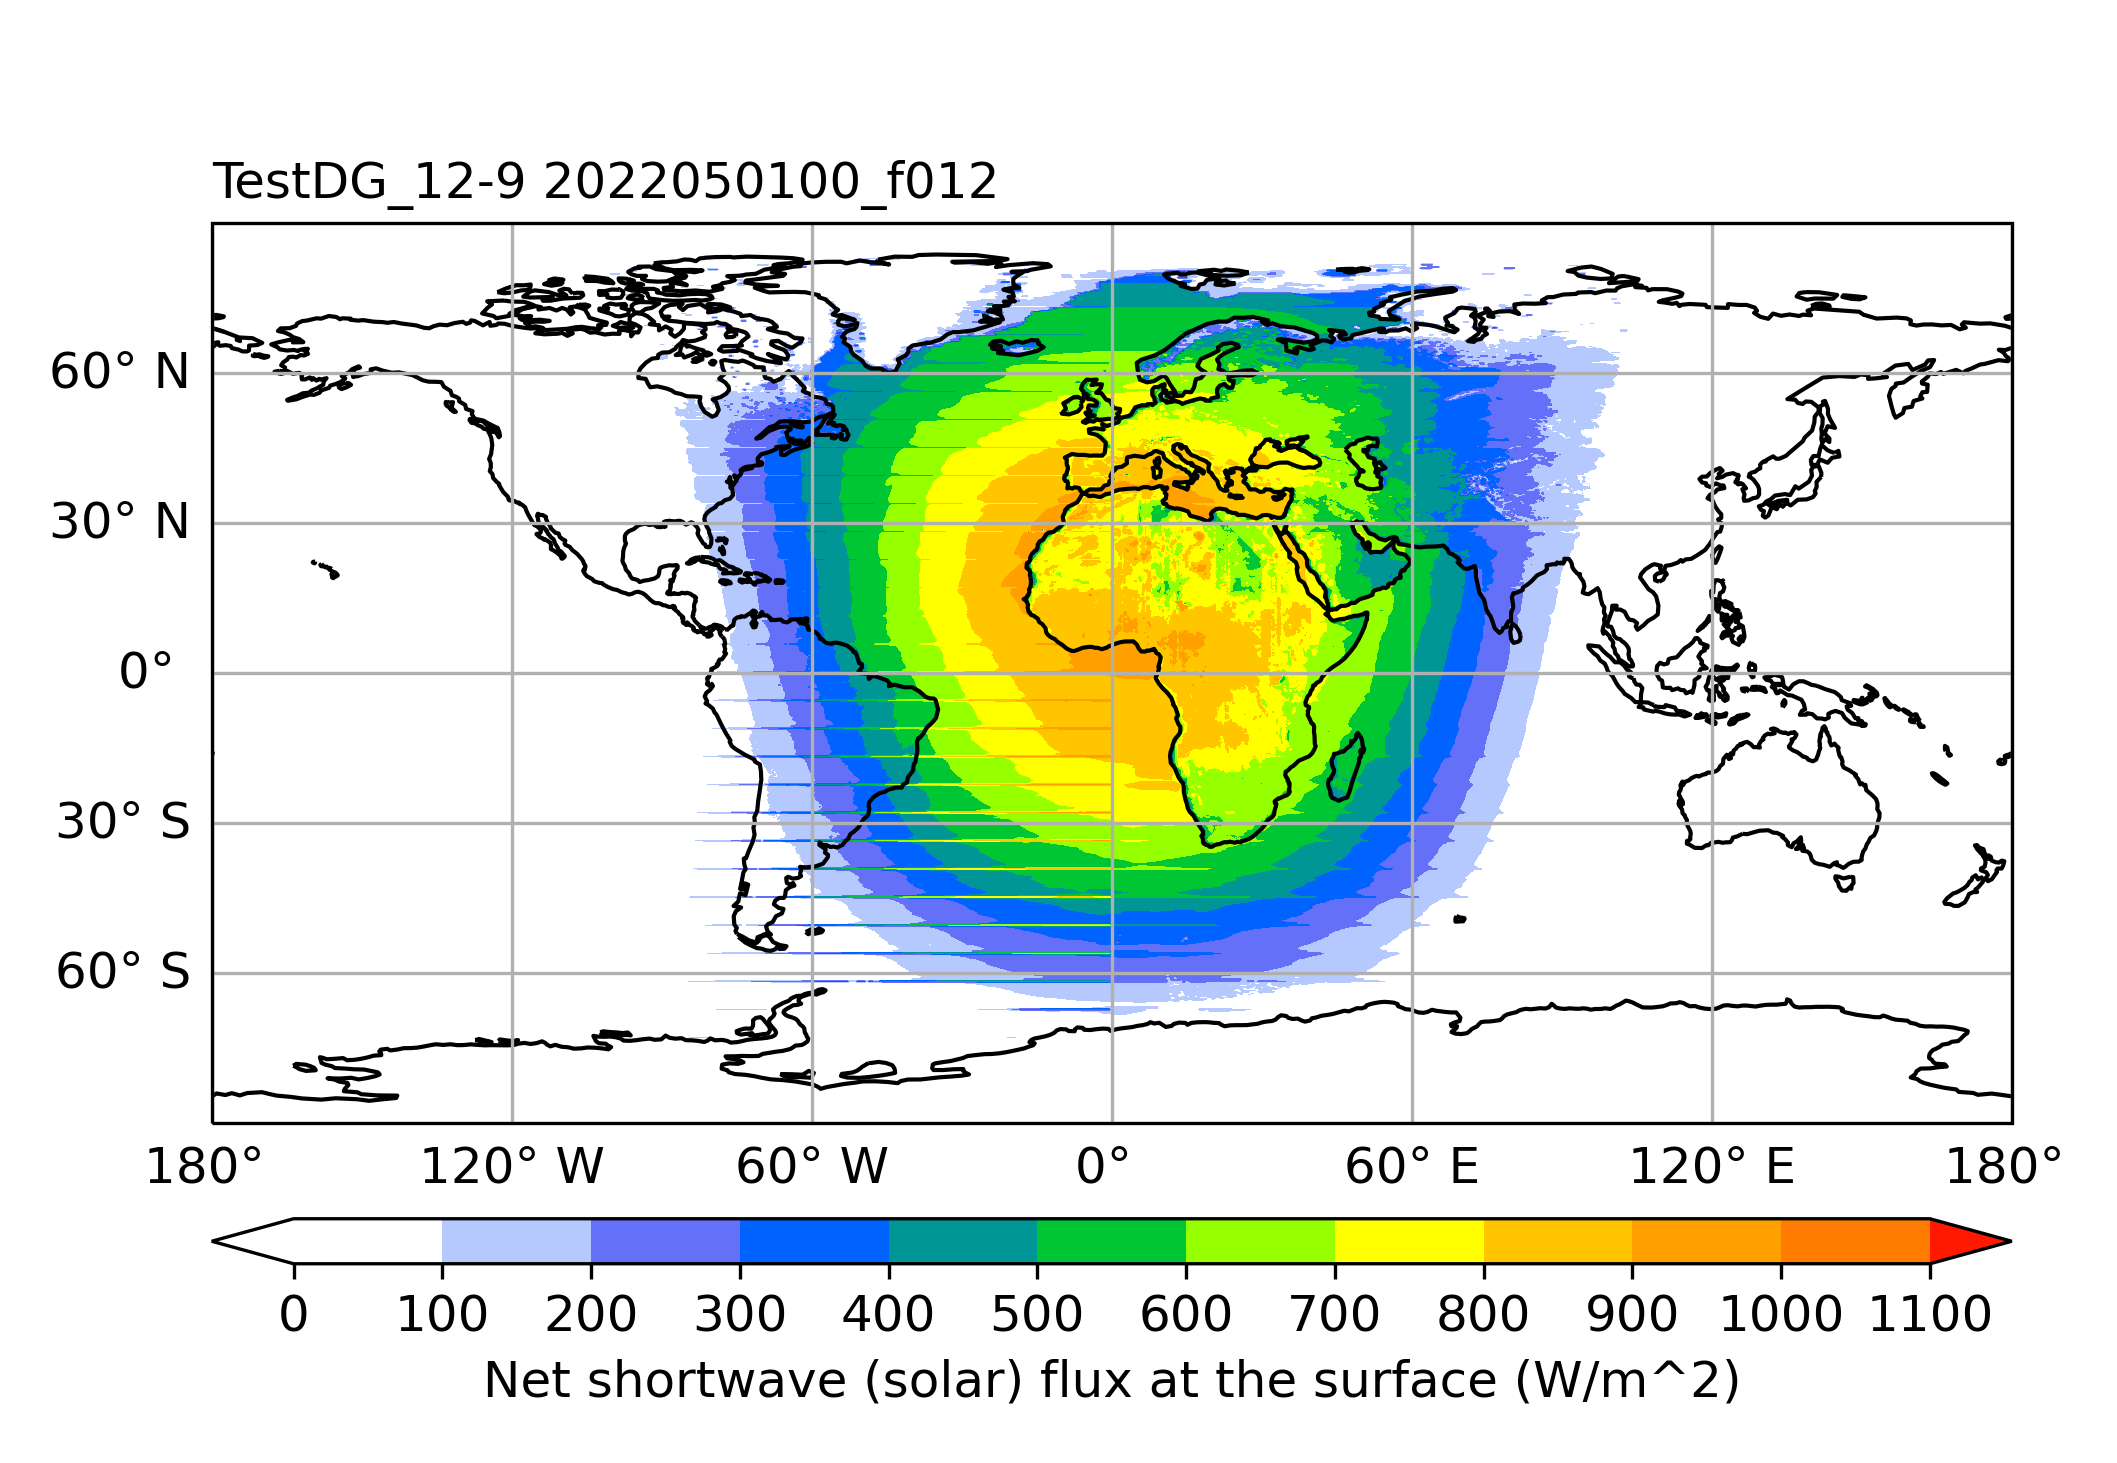 TestDG_12-9 2022050100_f012
60° N
30° N
0°
30° S
60° S
180° 120° W 60° W 0° 60° E 120° E 180°
0 100 200 300 400 500 600 700 800 900 1000 1100
Net shortwave (solar) flux at the surface (W/m^2)